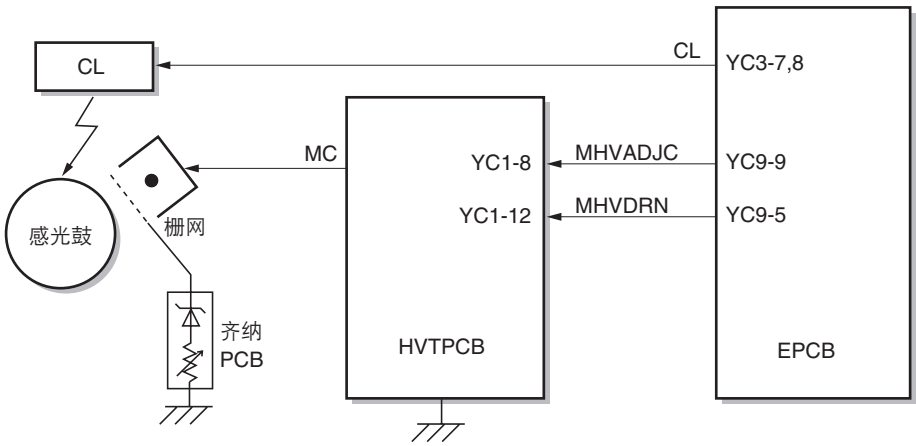 CL
YC3-7,8
CL
MC
YC1-8
MHVADJC
YC9-9
YC1-12
MHVDRN
YC9-5
栅网
感光鼓
齐纳
PCB
HVTPCB
EPCB